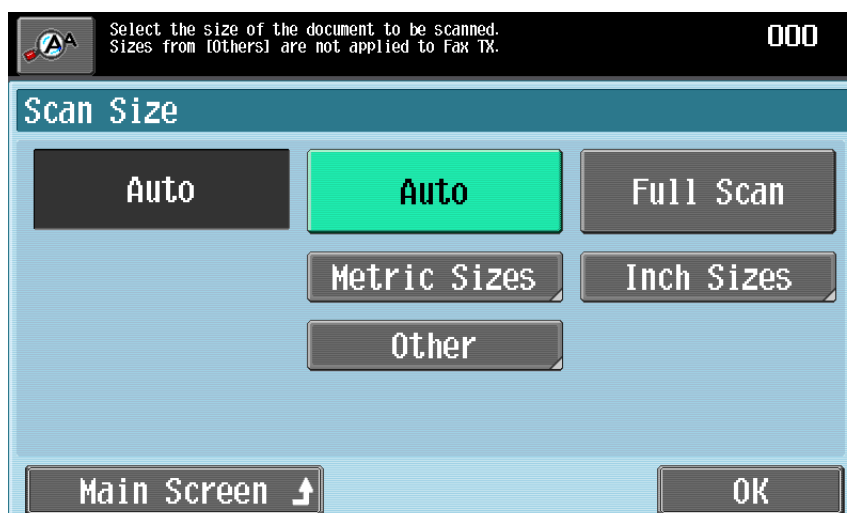 AA
Select the size of the document to be scanned.
Sizes from [Others] are not applied to Fax TX.
000
Scan Size
Auto
Auto
Full Scan
Metric Sizes
Inch Sizes
Other
Main Screen
OK